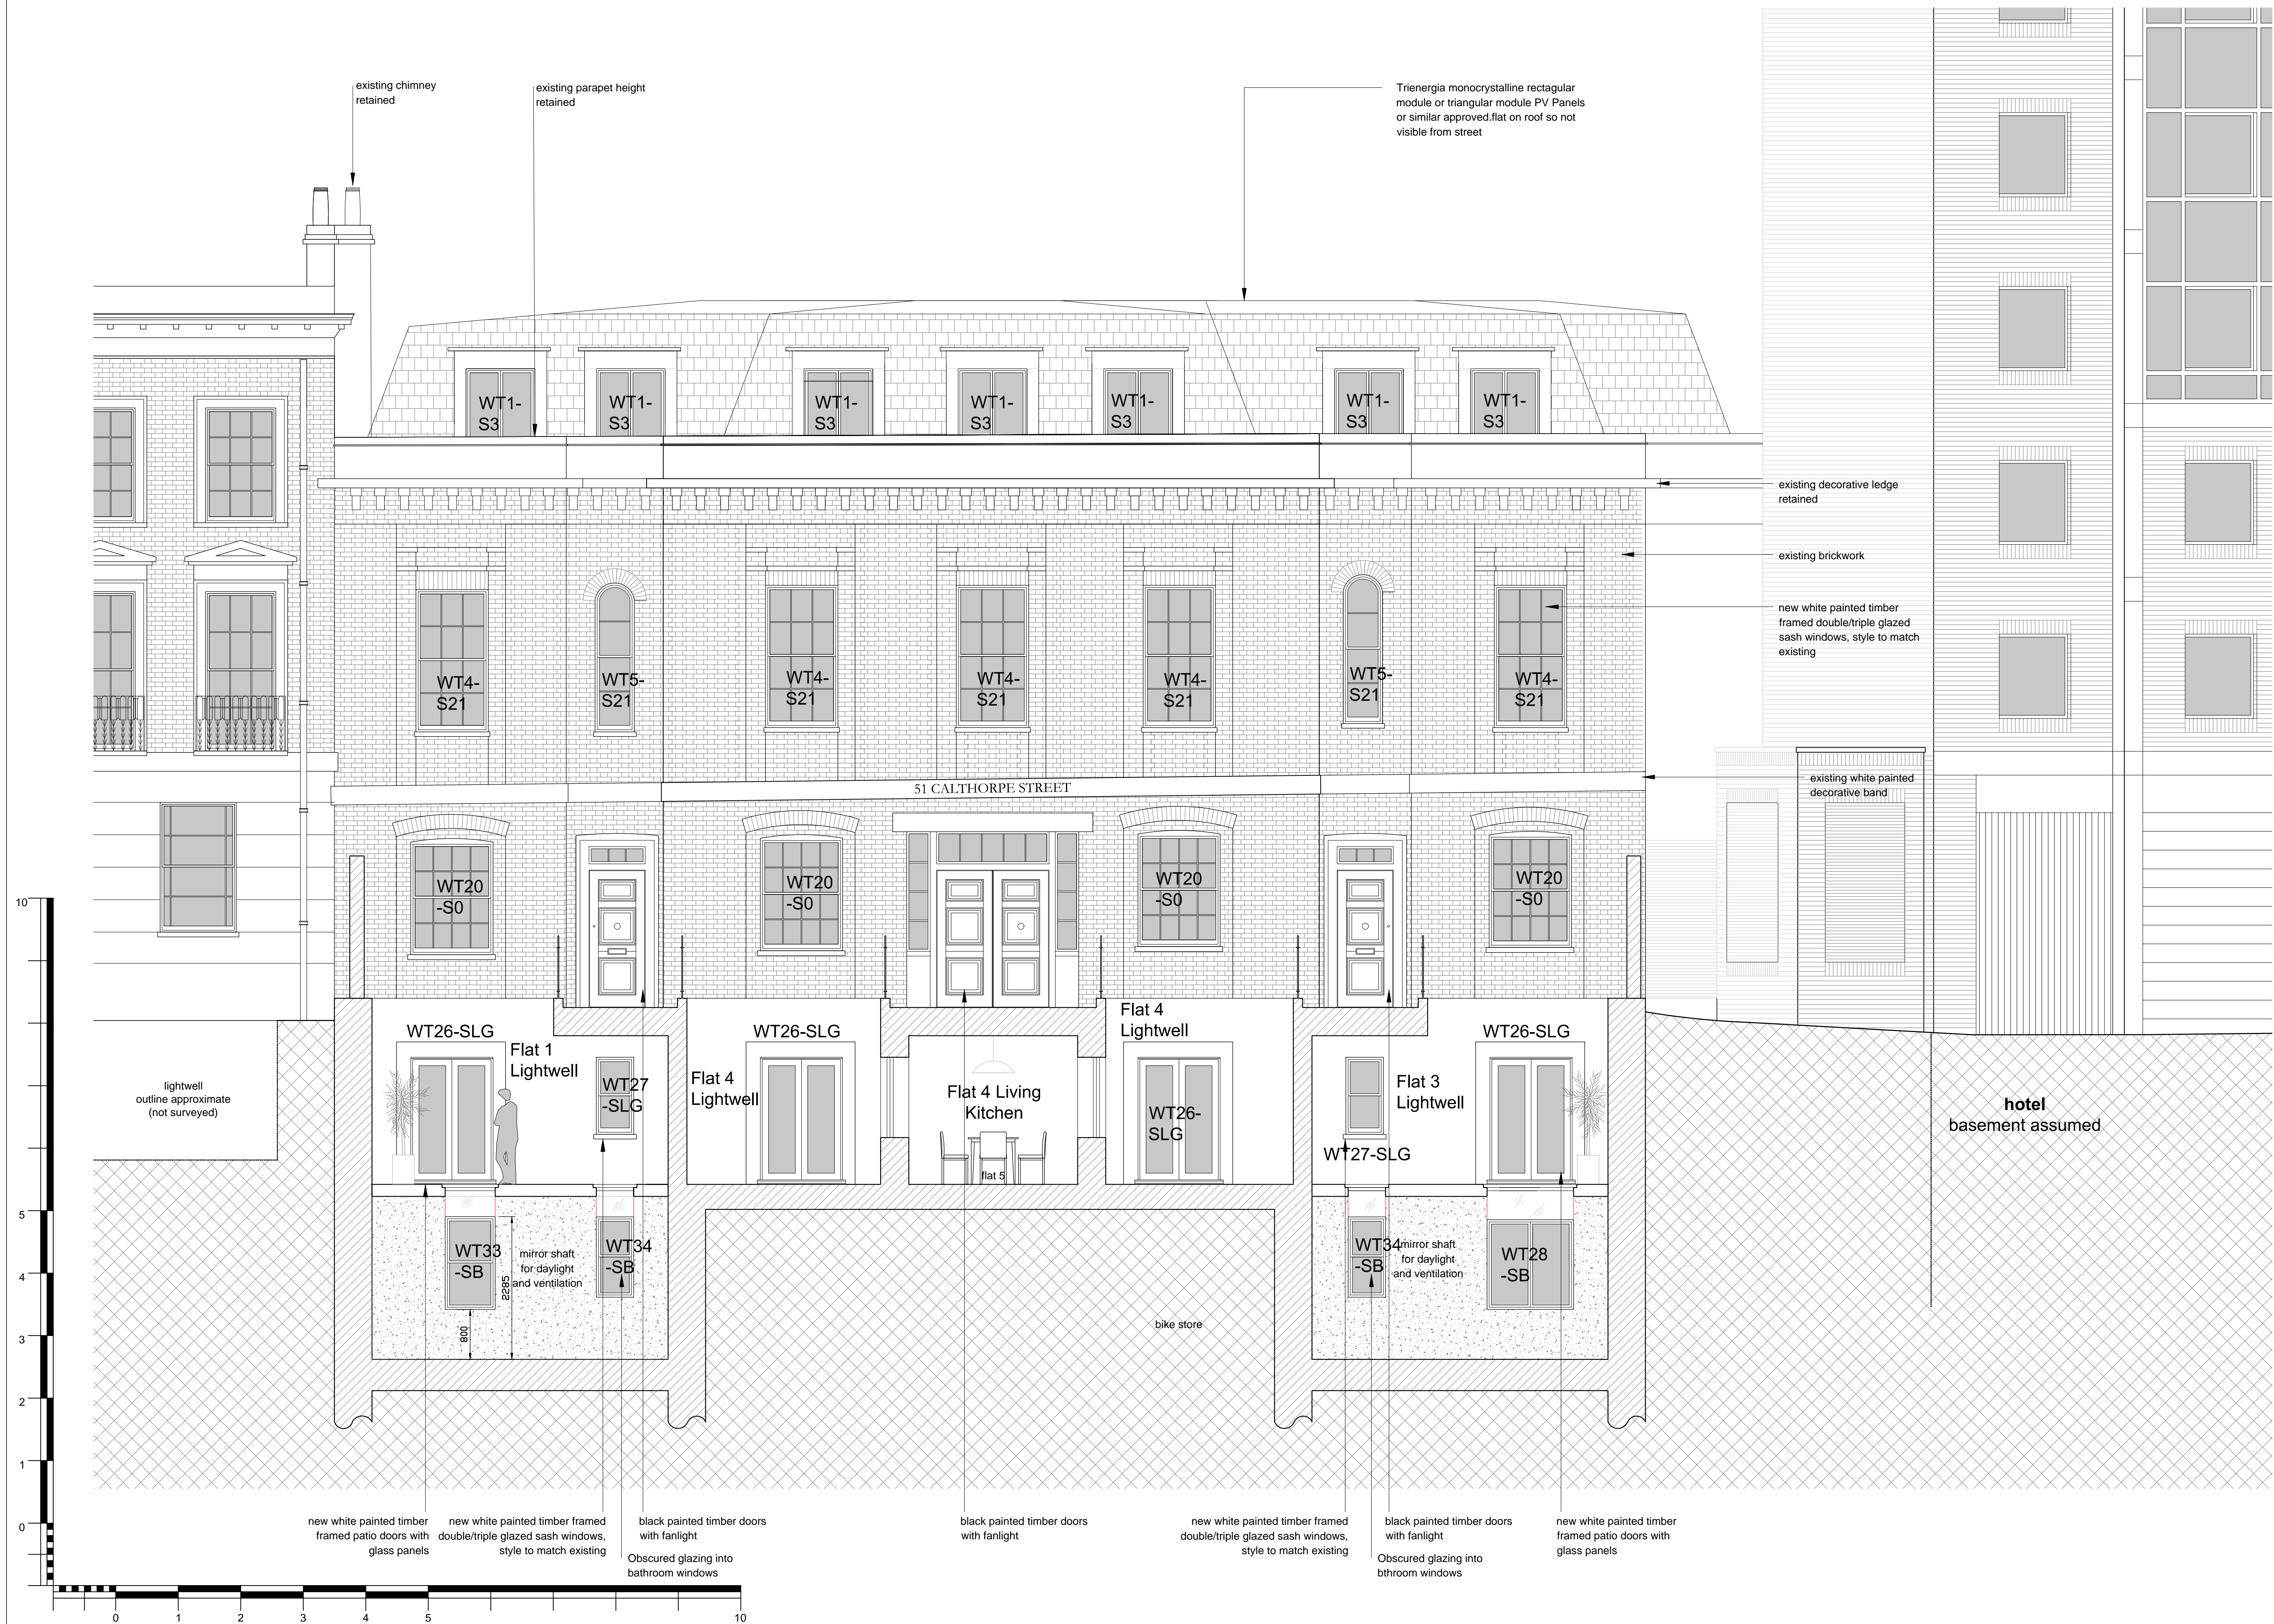 existing chimney
retained
existing parapet height
retained
Trienergia monocrystalline rectagular
module or triangular module PV Panels
or similar approved.flat on roof so not
visible from street
WT1-
S3
WT1-
S3
WT1-
S3
WT1-
S3
WT1-
S3
WT1-
S3
WT1-
S3
existing decorative ledge
retained
existing brickwork
new white painted timber
framed double/triple glazed
sash windows, style to match
existing
WT4-
S21
WT5-
S21
WT4-
S21
WT4-
S21
WT4-
S21
WT5-
S21
WT4-
S21
51 CALTHORPE STREET
existing white painted
decorative band
WT20
-S0
WT20
-S0
WT20
-S0
WT20
-S0
WT26-SLG
Flat 1
Lightwell
WT27
-SLG
Flat 4
Lightwell
WT26-SLG
Flat 4 Living
Kitchen
flat 5
Flat 4
Lightwell
WT26-
SLG
WT27-SLG
Flat 3
Lightwell
WT26-SLG
lightwell
outline approximate
(not surveyed)
hotel
basement assumed
WT33
-SB
800
2285
mirror shaft
for daylight
and ventilation
WT34
-SB
bike store
WT34
-SB
mirror shaft
for daylight
and ventilation
WT28
-SB
new white painted timber
framed patio doors with
glass panels
new white painted timber framed
double/triple glazed sash windows,
style to match existing
black painted timber doors
with fanlight
Obscured glazing into
bathroom windows
black painted timber doors
with fanlight
new white painted timber framed
double/triple glazed sash windows,
style to match existing
black painted timber doors
with fanlight
Obscured glazing into
bthroom windows
new white painted timber
framed patio doors with
glass panels
10
5
4
3
2
1
0
0 1 2 3 4 5 10